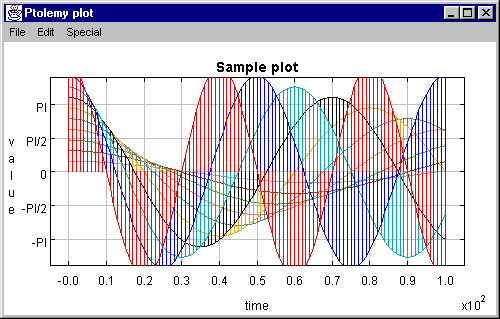 Ptolemy plot
File Edit Special
Sample plot
value
PI
PI/2
0
-PI/2
-PI
-0.0 0.1 0.2 0.3 0.4 0.5 0.6 0.7 0.8 0.9 1.0
time
x10²